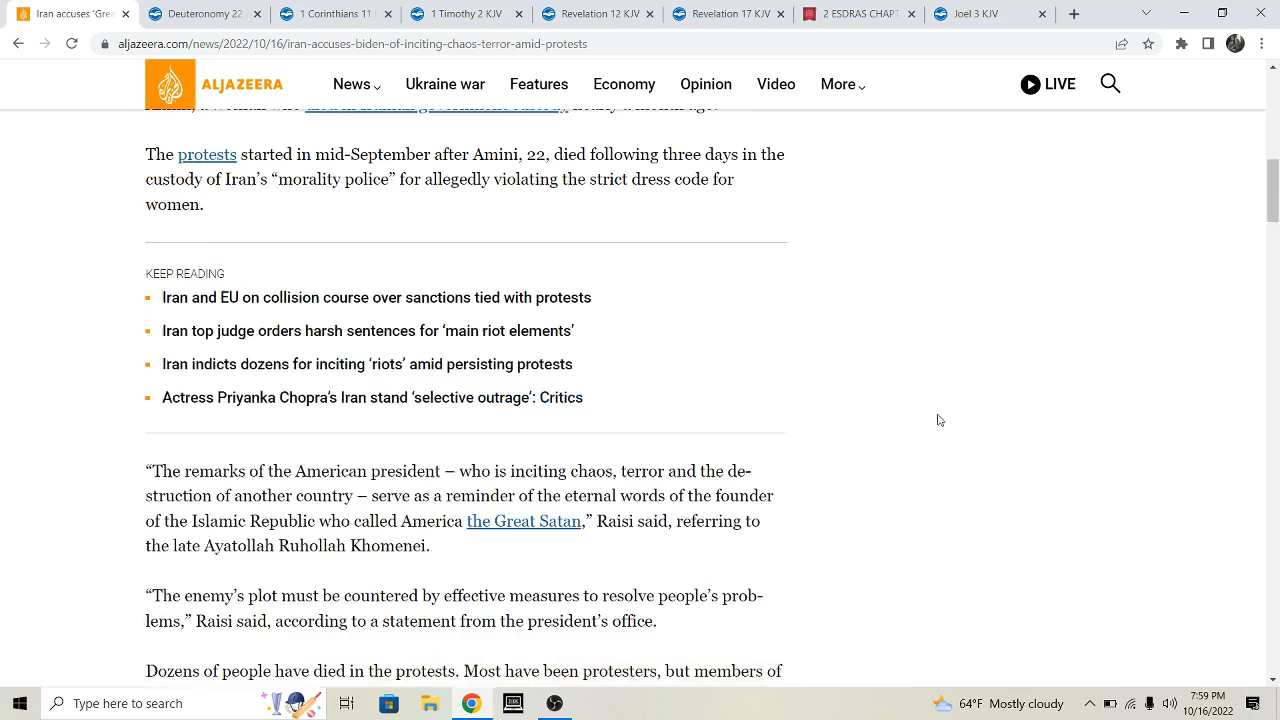 Iran accuses 'Grea
Deuteronomy 22
1 Corinthians 11
1 Timothy 2 KJV
Revelation 12 KJV
Revelation 17 KJV
2 ESDRAS CHAPT
Joel 3 KJV
aljazeera.com/news/2022/10/16/iran-accuses-biden-of-inciting-chaos-terror-amid-protests
ALJAZEERA News Ukraine war Features Economy Opinion Video More LIVE
The protests started in mid-September after Amini, 22, died following three days in the
custody of Iran's “morality police” for allegedly violating the strict dress code for
women.
KEEP READING
Iran and EU on collision course over sanctions tied with protests
Iran top judge orders harsh sentences for ‘main riot elements’
Iran indicts dozens for inciting ‘riots’ amid persisting protests
Actress Priyanka Chopra’s Iran stand ‘selective outrage’: Critics
“The remarks of the American president – who is inciting chaos, terror and the de-
struction of another country – serve as a reminder of the eternal words of the founder
of the Islamic Republic who called America the Great Satan,” Raisi said, referring to
the late Ayatollah Ruhollah Khomenei.
“The enemy’s plot must be countered by effective measures to resolve people’s prob-
lems,” Raisi said, according to a statement from the president’s office.
Dozens of people have died in the protests. Most have been protesters, but members of
Type here to search
64°F Mostly cloudy
7:59 PM
10/16/2022